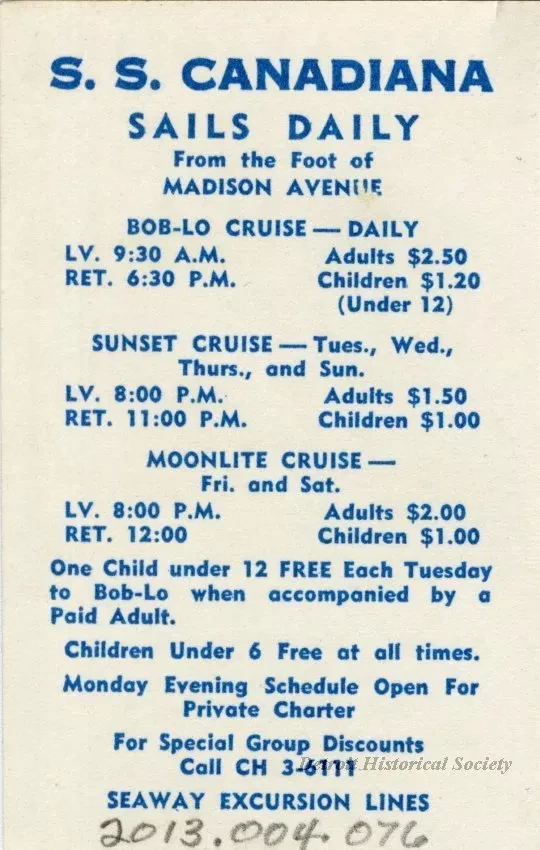 S. S. CANADIANA
SAILS DAILY
From the Foot of
MADISON AVENUE
BOB-LO CRUISE — DAILY
LV. 9:30 A.M. Adults $2.50
RET. 6:30 P.M. Children $1.20
(Under 12)
SUNSET CRUISE — Tues., Wed.,
Thurs., and Sun.
LV. 8:00 P.M. Adults $1.50
RET. 11:00 P.M. Children $1.00
MOONLITE CRUISE —
Fri. and Sat.
LV. 8:00 P.M. Adults $2.00
RET. 12:00 Children $1.00
One Child under 12 FREE Each Tuesday
to Bob-Lo when accompanied by a
Paid Adult.
Children Under 6 Free at all times.
Monday Evening Schedule Open For
Private Charter
For Special Group Discounts
Call CH 3-6111
Detroit Historical Society
SEAWAY EXCURSION LINES
2013.004.076